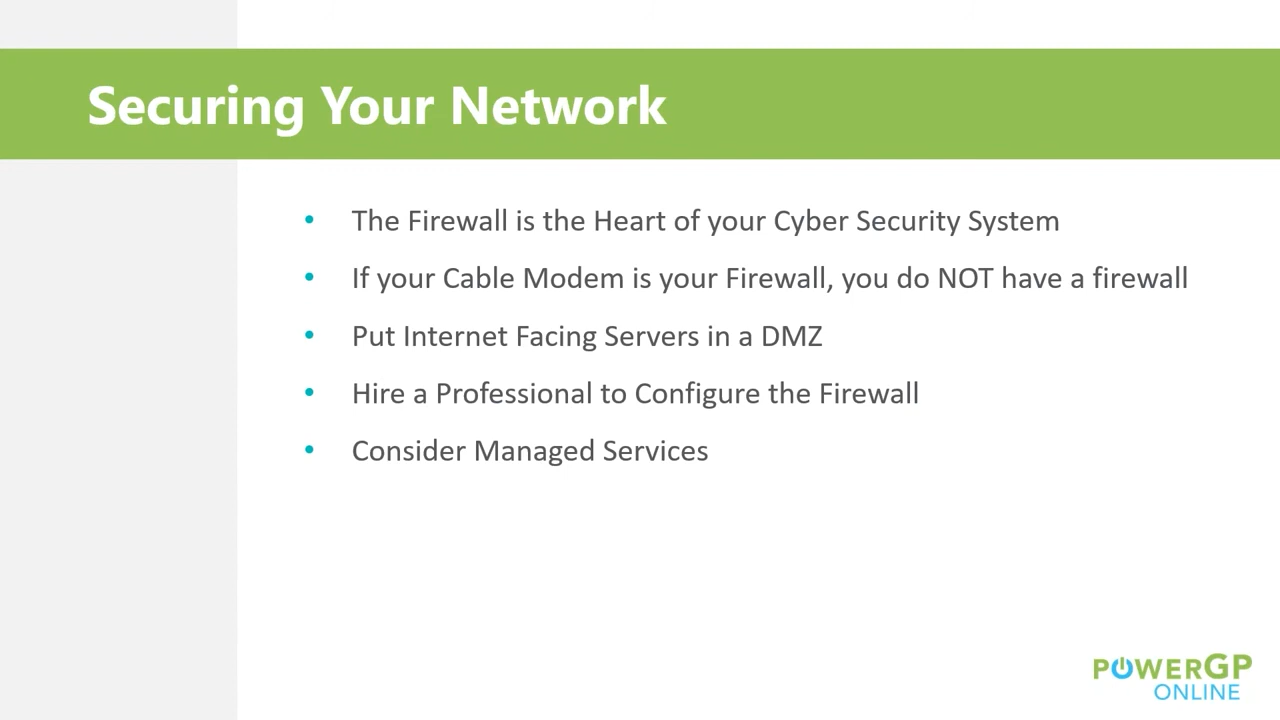 Securing Your Network
• The Firewall is the Heart of your Cyber Security System
• If your Cable Modem is your Firewall, you do NOT have a firewall
• Put Internet Facing Servers in a DMZ
• Hire a Professional to Configure the Firewall
• Consider Managed Services
POWERGP
ONLINE